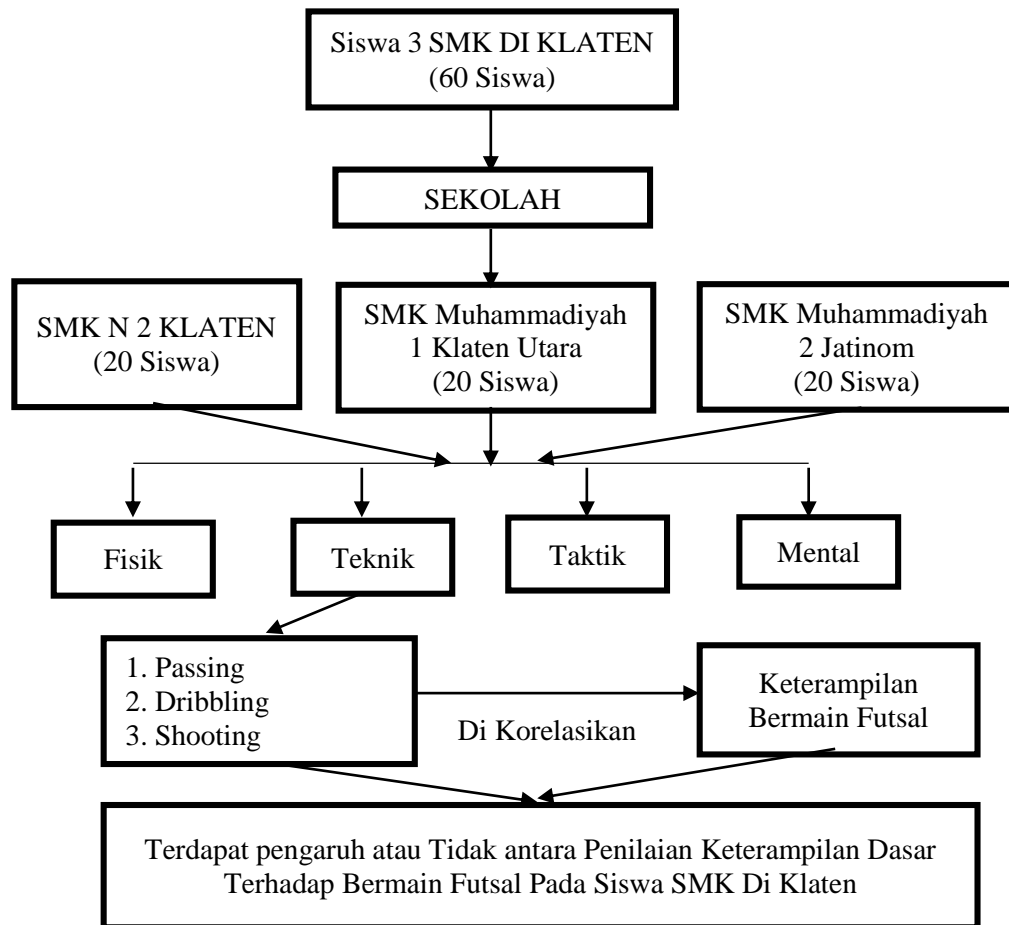 Siswa 3 SMK DI KLATEN
(60 Siswa)
SEKOLAH
SMK N 2 KLATEN
(20 Siswa)
SMK Muhammadiyah
1 Klaten Utara
(20 Siswa)
SMK Muhammadiyah
2 Jatinom
(20 Siswa)
Fisik
Teknik
Taktik
Mental
1. Passing
2. Dribbling
3. Shooting
Di Korelasikan
Keterampilan
Bermain Futsal
Terdapat pengaruh atau Tidak antara Penilaian Keterampilan Dasar
Terhadap Bermain Futsal Pada Siswa SMK Di Klaten